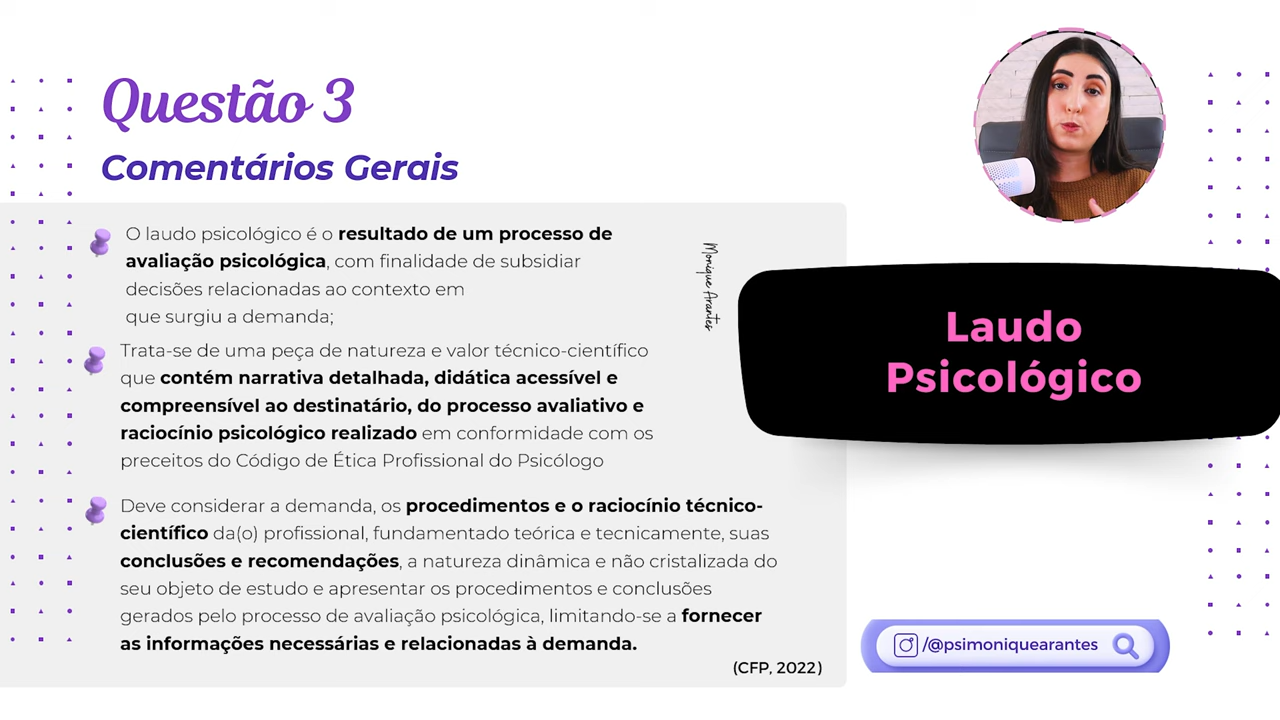 Questão 3
Comentários Gerais
O laudo psicológico é o resultado de um processo de
avaliação psicológica, com finalidade de subsidiar
decisões relacionadas ao contexto em
que surgiu a demanda;
Trata-se de uma peça de natureza e valor técnico-científico
que contém narrativa detalhada, didática acessível e
compreensível ao destinatário, do processo avaliativo e
raciocínio psicológico realizado em conformidade com os
preceitos do Código de Ética Profissional do Psicólogo
Deve considerar a demanda, os procedimentos e o raciocínio técnico-
científico da(o) profissional, fundamentado teórica e tecnicamente, suas
conclusões e recomendações, a natureza dinâmica e não cristalizada do
seu objeto de estudo e apresentar os procedimentos e conclusões
gerados pelo processo de avaliação psicológica, limitando-se a fornecer
as informações necessárias e relacionadas à demanda.
(CFP, 2022)
Monique Arantes
Laudo
Psicológico
/@psimoniquearantes